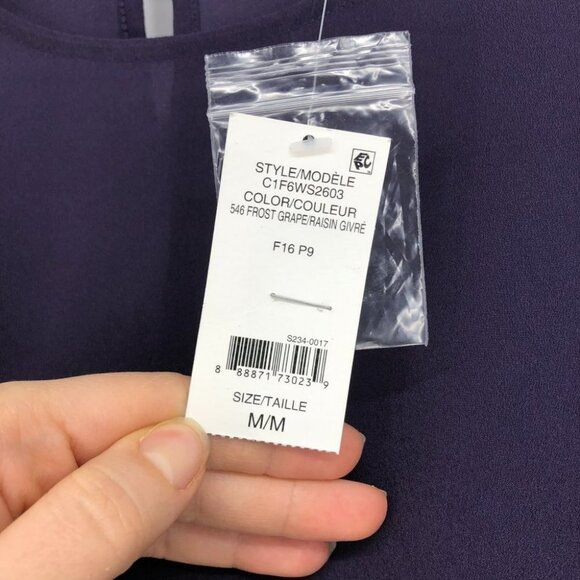 STYLE/MODÈLE
C1F6WS2603
COLOR/COULEUR
546 FROST GRAPE/RAISIN GIVRÉ
F16 P9
S234-0017
8 88871 73023 9
SIZE/TAILLE
M/M